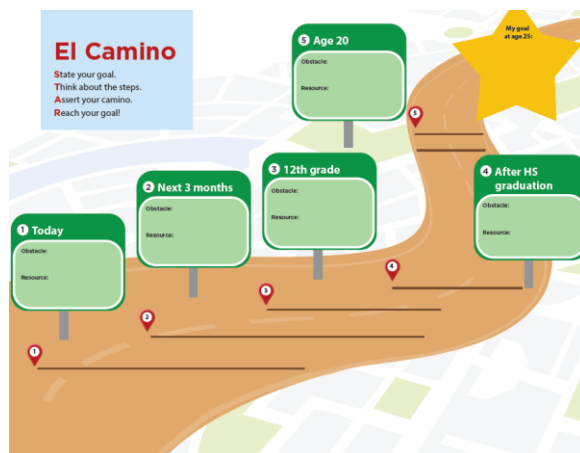 El Camino
State your goal.
Think about the steps.
Assert your camino.
Reach your goal!
1 Today
Obstacle:
Resource:
2 Next 3 months
Obstacle:
Resource:
3 12th grade
Obstacle:
Resource:
4 After HS
graduation
Obstacle:
Resource:
5 Age 20
Obstacle:
Resource:
My goal
at age 25:
1
2
3
4
5